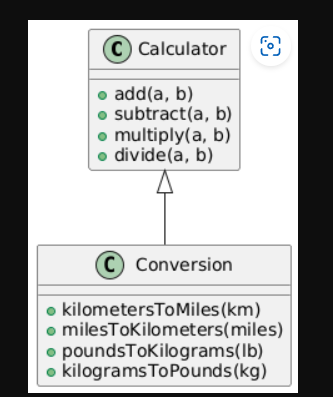 C Calculator
add(a, b)
subtract(a, b)
multiply(a, b)
divide(a, b)
C Conversion
kilometersToMiles(km)
milesToKilometers(miles)
poundsToKilograms(lb)
kilogramsToPounds(kg)